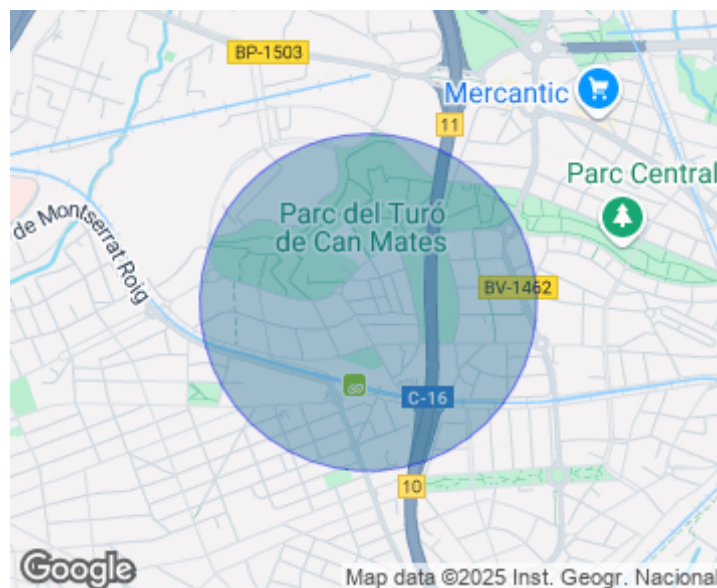 BP-1503
Mercantic
11
Parc Central
Parc del Turó
de Can Mates
de Montserrat Roig
BV-1462
C-16
10
Google
Map data ©2025 Inst. Geogr. Nacional